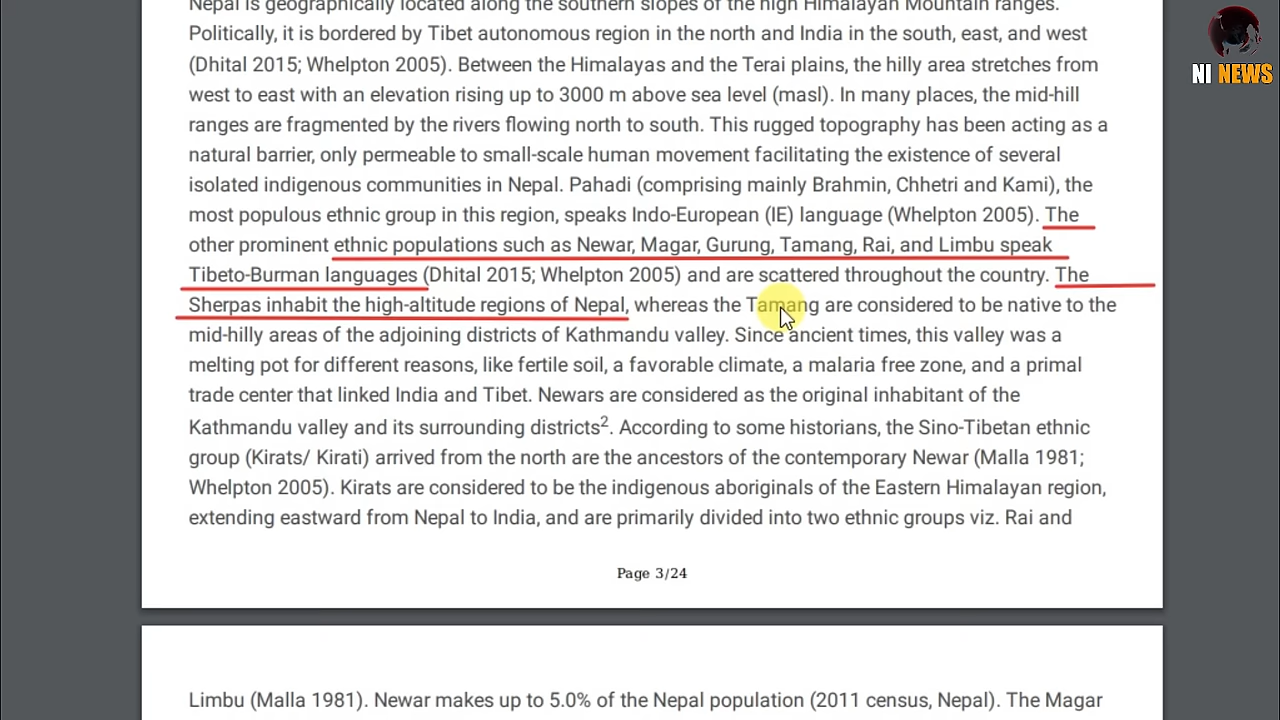 Nepal is geographically located along the southern slopes of the high Himalayan Mountain ranges.
Politically, it is bordered by Tibet autonomous region in the north and India in the south, east, and west
(Dhital 2015; Whelpton 2005). Between the Himalayas and the Terai plains, the hilly area stretches from
west to east with an elevation rising up to 3000 m above sea level (masl). In many places, the mid-hill
ranges are fragmented by the rivers flowing north to south. This rugged topography has been acting as a
natural barrier, only permeable to small-scale human movement facilitating the existence of several
isolated indigenous communities in Nepal. Pahadi (comprising mainly Brahmin, Chhetri and Kami), the
most populous ethnic group in this region, speaks Indo-European (IE) language (Whelpton 2005). The
other prominent ethnic populations such as Newar, Magar, Gurung, Tamang, Rai, and Limbu speak
Tibeto-Burman languages (Dhital 2015; Whelpton 2005) and are scattered throughout the country. The
Sherpas inhabit the high-altitude regions of Nepal, whereas the Tamang are considered to be native to the
mid-hilly areas of the adjoining districts of Kathmandu valley. Since ancient times, this valley was a
melting pot for different reasons, like fertile soil, a favorable climate, a malaria free zone, and a primal
trade center that linked India and Tibet. Newars are considered as the original inhabitant of the
Kathmandu valley and its surrounding districts2. According to some historians, the Sino-Tibetan ethnic
group (Kirats/ Kirati) arrived from the north are the ancestors of the contemporary Newar (Malla 1981;
Whelpton 2005). Kirats are considered to be the indigenous aboriginals of the Eastern Himalayan region,
extending eastward from Nepal to India, and are primarily divided into two ethnic groups viz. Rai and
Page 3/24
Limbu (Malla 1981). Newar makes up to 5.0% of the Nepal population (2011 census, Nepal). The Magar
NI NEWS